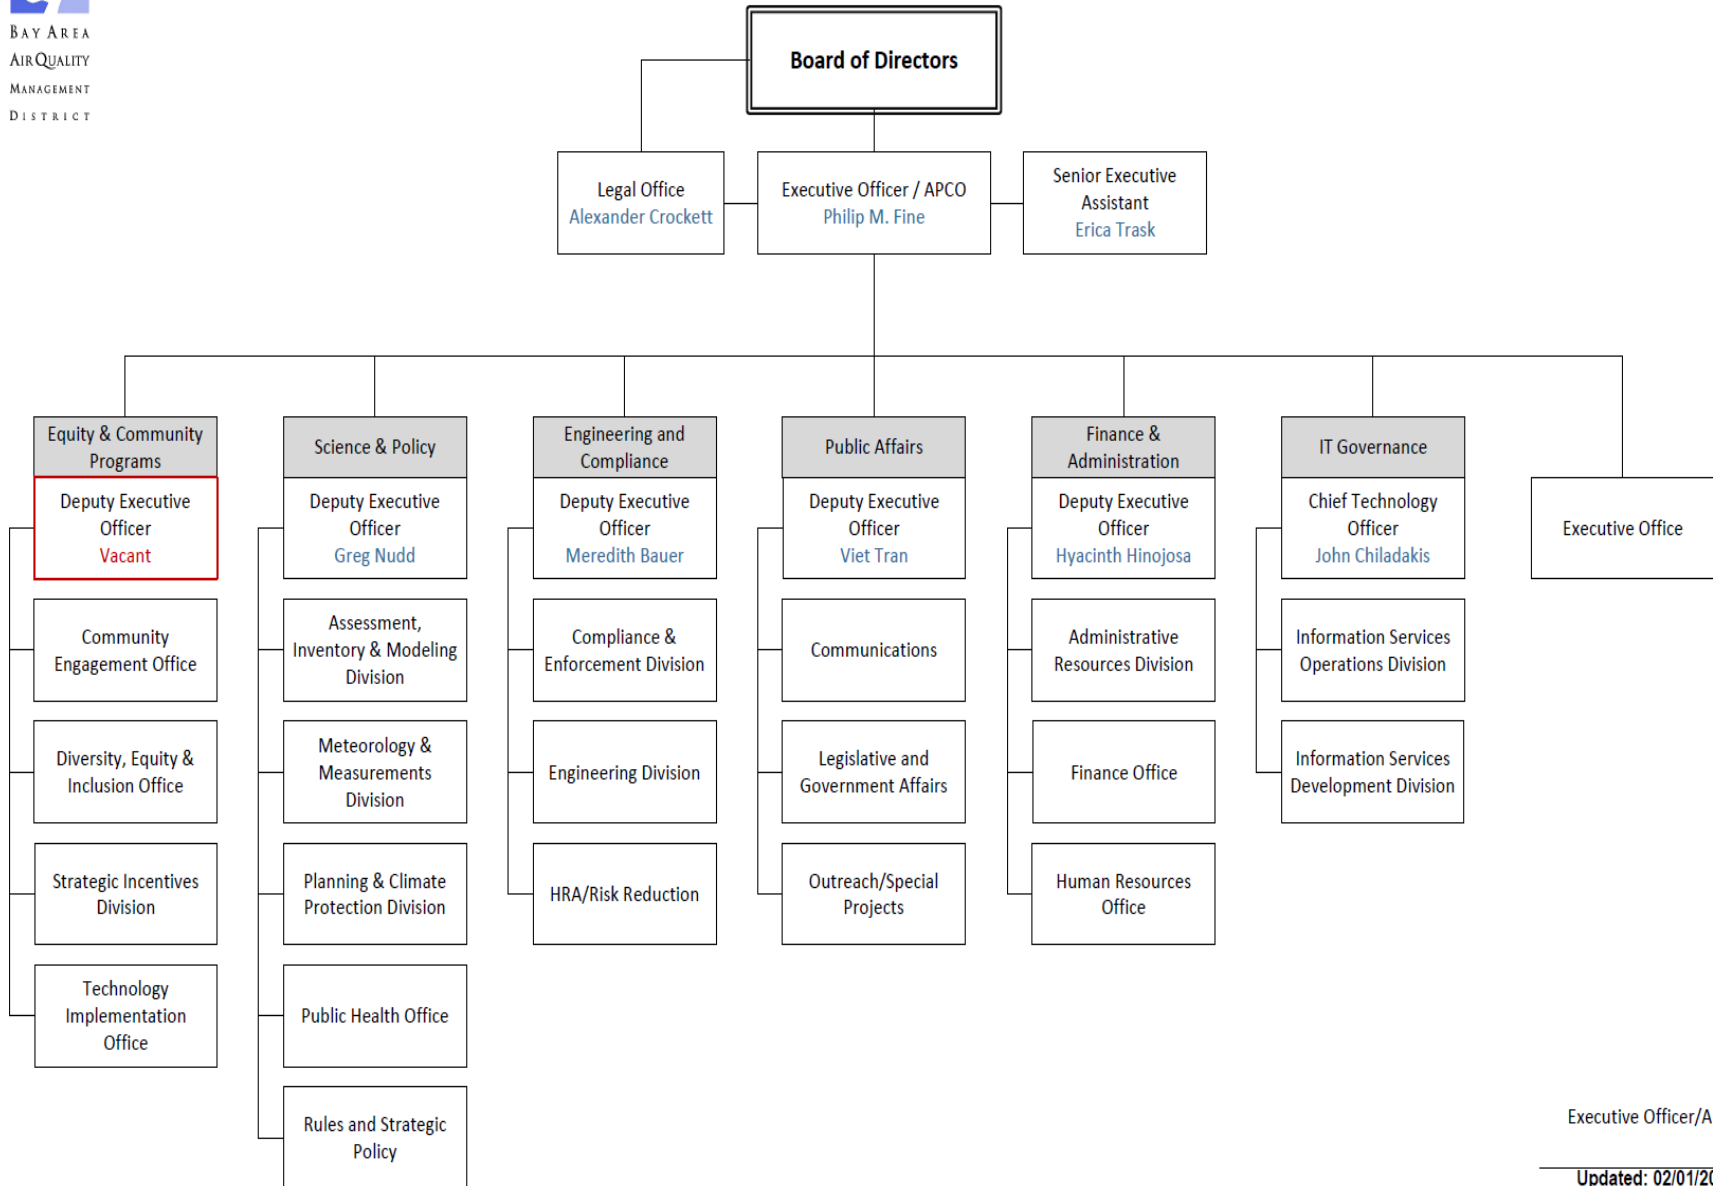 BAY AREA
AIR QUALITY
MANAGEMENT
DISTRICT
Board of Directors
Legal Office
Alexander Crockett
Executive Officer / APCO
Philip M. Fine
Senior Executive
Assistant
Erica Trask
Equity & Community
Programs
Deputy Executive
Officer
Vacant
Community
Engagement Office
Diversity, Equity &
Inclusion Office
Strategic Incentives
Division
Technology
Implementation
Office
Science & Policy
Deputy Executive
Officer
Greg Nudd
Assessment,
Inventory & Modeling
Division
Meteorology &
Measurements
Division
Planning & Climate
Protection Division
Public Health Office
Rules and Strategic
Policy
Engineering and
Compliance
Deputy Executive
Officer
Meredith Bauer
Compliance &
Enforcement Division
Engineering Division
HRA/Risk Reduction
Public Affairs
Deputy Executive
Officer
Viet Tran
Communications
Legislative and
Government Affairs
Outreach/Special
Projects
Finance &
Administration
Deputy Executive
Officer
Hyacinth Hinojosa
Administrative
Resources Division
Finance Office
Human Resources
Office
IT Governance
Chief Technology
Officer
John Chiladakis
Information Services
Operations Division
Information Services
Development Division
Executive Office
Executive Officer/A
Updated: 02/01/20